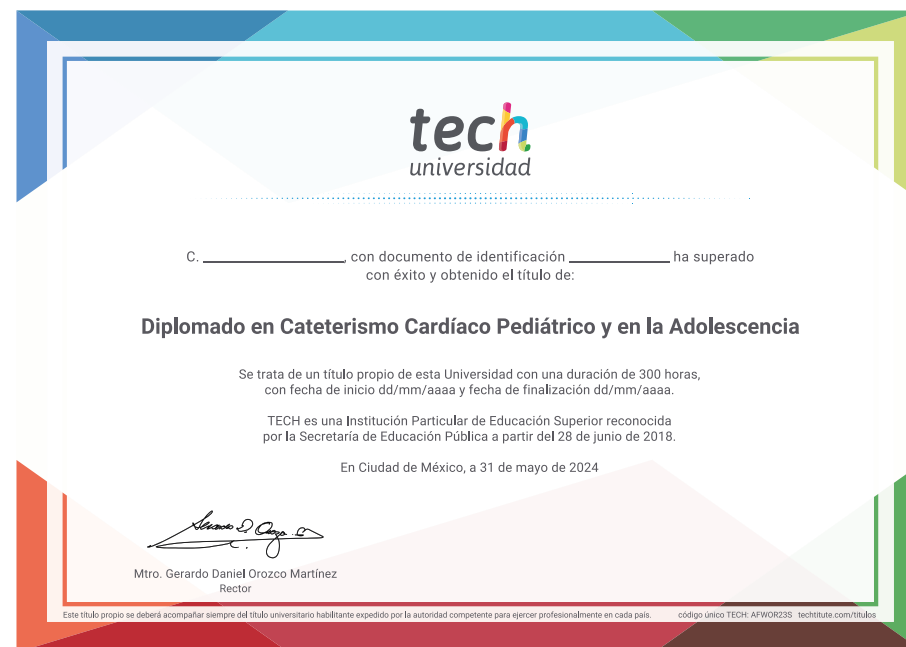 tech
universidad
C. ____________, con documento de identificación ____________ ha superado
con éxito y obtenido el título de:
Diplomado en Cateterismo Cardíaco Pediátrico y en la Adolescencia
Se trata de un título propio de esta Universidad con una duración de 300 horas,
con fecha de inicio dd/mm/aaaa y fecha de finalización dd/mm/aaaa.
TECH es una Institución Particular de Educación Superior reconocida
por la Secretaría de Educación Pública a partir del 28 de junio de 2018.
En Ciudad de México, a 31 de mayo de 2024
Mtro. Gerardo Daniel Orozco Martínez
Rector
Este título propio se deberá acompañar siempre del título universitario habilitante expedido por la autoridad competente para ejercer profesionalmente en cada país. código único TECH: AFWOR23S techtitute.com/titulos